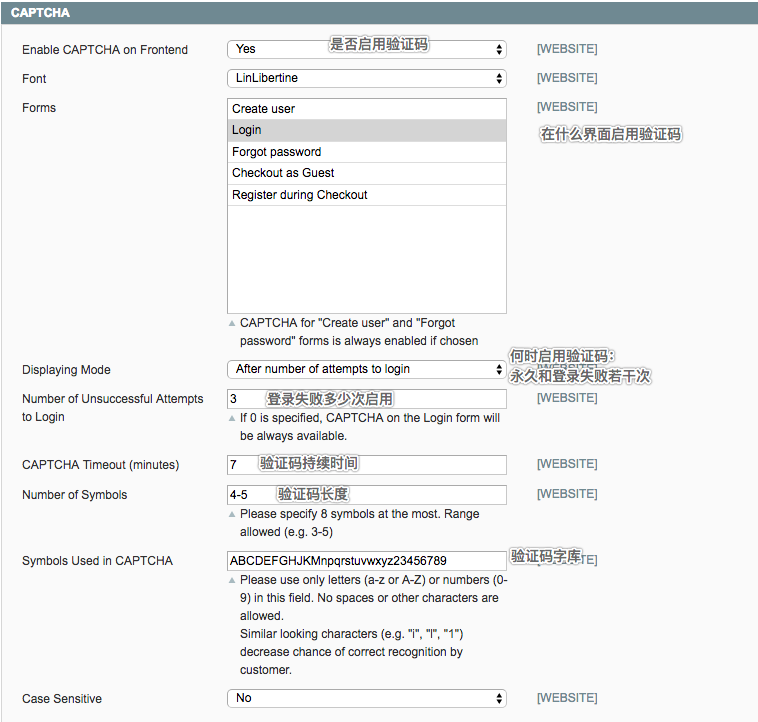 CAPTCHA
Enable CAPTCHA on Frontend Yes 是否启用验证码 [WEBSITE]
Font LinLibertine [WEBSITE]
Forms Create user [WEBSITE]
Login 在什么界面启用验证码
Forgot password
Checkout as Guest
Register during Checkout
▲ CAPTCHA for "Create user" and "Forgot
password" forms is always enabled if chosen
何时启用验证码：
Displaying Mode After number of attempts to login [WEBSITE]
永久和登录失败若干次
Number of Unsuccessful Attempts 3 登录失败多少次启用 [WEBSITE]
to Login ▲ If 0 is specified, CAPTCHA on the Login form will
be always available.
CAPTCHA Timeout (minutes) 7 验证码持续时间 [WEBSITE]
Number of Symbols 4-5 验证码长度 [WEBSITE]
▲ Please specify 8 symbols at the most. Range
allowed (e.g. 3-5)
Symbols Used in CAPTCHA ABCDEFGHJKMnpqrstuvwxyz23456789 验证码字库 [WEBSITE]
▲ Please use only letters (a-z or A-Z) or numbers (0-
9) in this field. No spaces or other characters are
allowed.
Similar looking characters (e.g. "i", "l", "1")
decrease chance of correct recognition by
customer.
Case Sensitive No [WEBSITE]